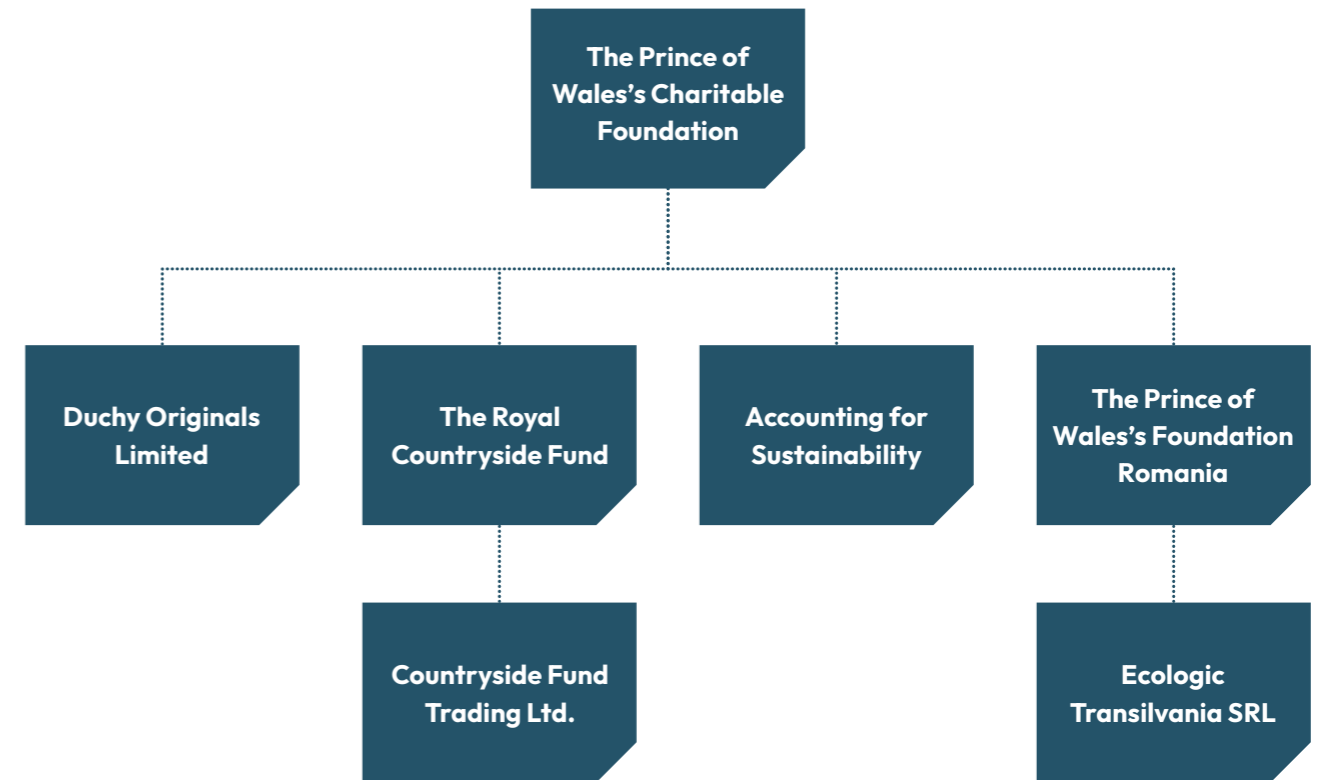 The Prince of
Wales’s Charitable
Foundation
Duchy Originals
Limited
The Royal
Countryside Fund
Accounting for
Sustainability
The Prince of
Wales’s Foundation
Romania
Countryside Fund
Trading Ltd.
Ecologic
Transilvania SRL